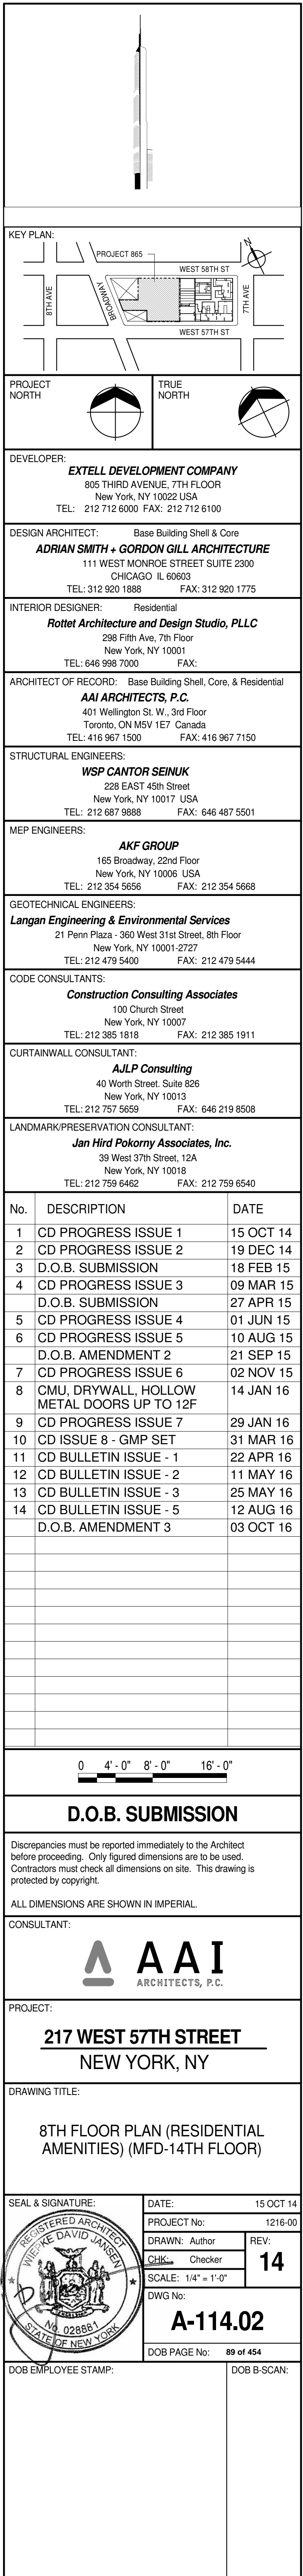 KEY PLAN:
N
PROJECT 865
WEST 58TH ST
8TH AVE
BROADWAY
7TH AVE
WEST 57TH ST
PROJECT
NORTH
TRUE
NORTH
DEVELOPER:
EXTELL DEVELOPMENT COMPANY
805 THIRD AVENUE, 7TH FLOOR
New York, NY 10022 USA
TEL: 212 712 6000 FAX: 212 712 6100
DESIGN ARCHITECT: Base Building Shell & Core
ADRIAN SMITH + GORDON GILL ARCHITECTURE
111 WEST MONROE STREET SUITE 2300
CHICAGO IL 60603
TEL: 312 920 1888 FAX: 312 920 1775
INTERIOR DESIGNER: Residential
Rottet Architecture and Design Studio, PLLC
298 Fifth Ave, 7th Floor
New York, NY 10001
TEL: 646 998 7000 FAX:
ARCHITECT OF RECORD: Base Building Shell, Core, & Residential
AAI ARCHITECTS, P.C.
401 Wellington St. W., 3rd Floor
Toronto, ON M5V 1E7 Canada
TEL: 416 967 1500 FAX: 416 967 7150
STRUCTURAL ENGINEERS:
WSP CANTOR SEINUK
228 EAST 45th Street
New York, NY 10017 USA
TEL: 212 687 9888 FAX: 646 487 5501
MEP ENGINEERS:
AKF GROUP
165 Broadway, 22nd Floor
New York, NY 10006 USA
TEL: 212 354 5656 FAX: 212 354 5668
GEOTECHNICAL ENGINEERS:
Langan Engineering & Environmental Services
21 Penn Plaza - 360 West 31st Street, 8th Floor
New York, NY 10001-2727
TEL: 212 479 5400 FAX: 212 479 5444
CODE CONSULTANTS:
Construction Consulting Associates
100 Church Street
New York, NY 10007
TEL: 212 385 1818 FAX: 212 385 1911
CURTAINWALL CONSULTANT:
AJLP Consulting
40 Worth Street. Suite 826
New York, NY 10013
TEL: 212 757 5659 FAX: 646 219 8508
LANDMARK/PRESERVATION CONSULTANT:
Jan Hird Pokorny Associates, Inc.
39 West 37th Street, 12A
New York, NY 10018
TEL: 212 759 6462 FAX: 212 759 6540
No. DESCRIPTION DATE
1 CD PROGRESS ISSUE 1 15 OCT 14
2 CD PROGRESS ISSUE 2 19 DEC 14
3 D.O.B. SUBMISSION 18 FEB 15
4 CD PROGRESS ISSUE 3 09 MAR 15
D.O.B. SUBMISSION 27 APR 15
5 CD PROGRESS ISSUE 4 01 JUN 15
6 CD PROGRESS ISSUE 5 10 AUG 15
D.O.B. AMENDMENT 2 21 SEP 15
7 CD PROGRESS ISSUE 6 02 NOV 15
8 CMU, DRYWALL, HOLLOW 14 JAN 16
METAL DOORS UP TO 12F
9 CD PROGRESS ISSUE 7 29 JAN 16
10 CD ISSUE 8 - GMP SET 31 MAR 16
11 CD BULLETIN ISSUE - 1 22 APR 16
12 CD BULLETIN ISSUE - 2 11 MAY 16
13 CD BULLETIN ISSUE - 3 25 MAY 16
14 CD BULLETIN ISSUE - 5 12 AUG 16
D.O.B. AMENDMENT 3 03 OCT 16
0 4' - 0" 8' - 0" 16' - 0"
D.O.B. SUBMISSION
Discrepancies must be reported immediately to the Architect
before proceeding. Only figured dimensions are to be used.
Contractors must check all dimensions on site. This drawing is
protected by copyright.
ALL DIMENSIONS ARE SHOWN IN IMPERIAL.
CONSULTANT:
AAI
ARCHITECTS, P.C.
PROJECT:
217 WEST 57TH STREET
NEW YORK, NY
DRAWING TITLE:
8TH FLOOR PLAN (RESIDENTIAL
AMENITIES) (MFD-14TH FLOOR)
SEAL & SIGNATURE:
REGISTERED ARCHITECT
WIEPKE DAVID JANSEN
No. 028881
STATE OF NEW YORK
DATE: 15 OCT 14
PROJECT No: 1216-00
DRAWN: Author
CHK: Checker
SCALE: 1/4" = 1'-0"
REV:
14
DWG No:
A-114.02
DOB PAGE No: 89 of 454
DOB EMPLOYEE STAMP:
DOB B-SCAN: